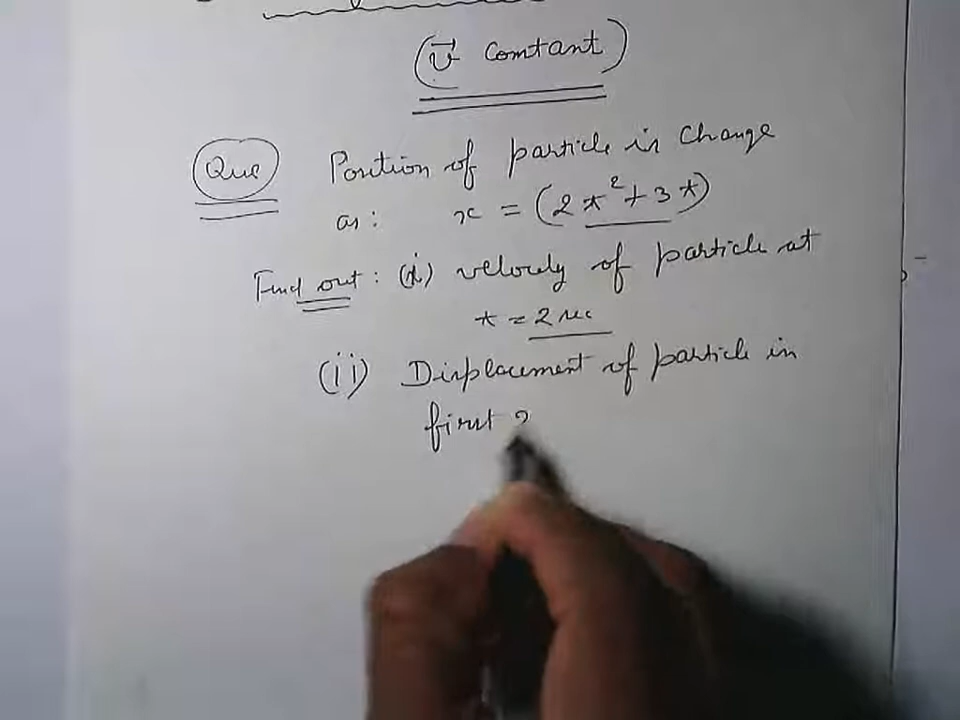 (v⃗ Constant)
Que Position of particle is change
as: x = (2t²+3t)
Find out: (i) velocity of particle at
t = 2 sec
(ii) Displacement of particle in
first 2